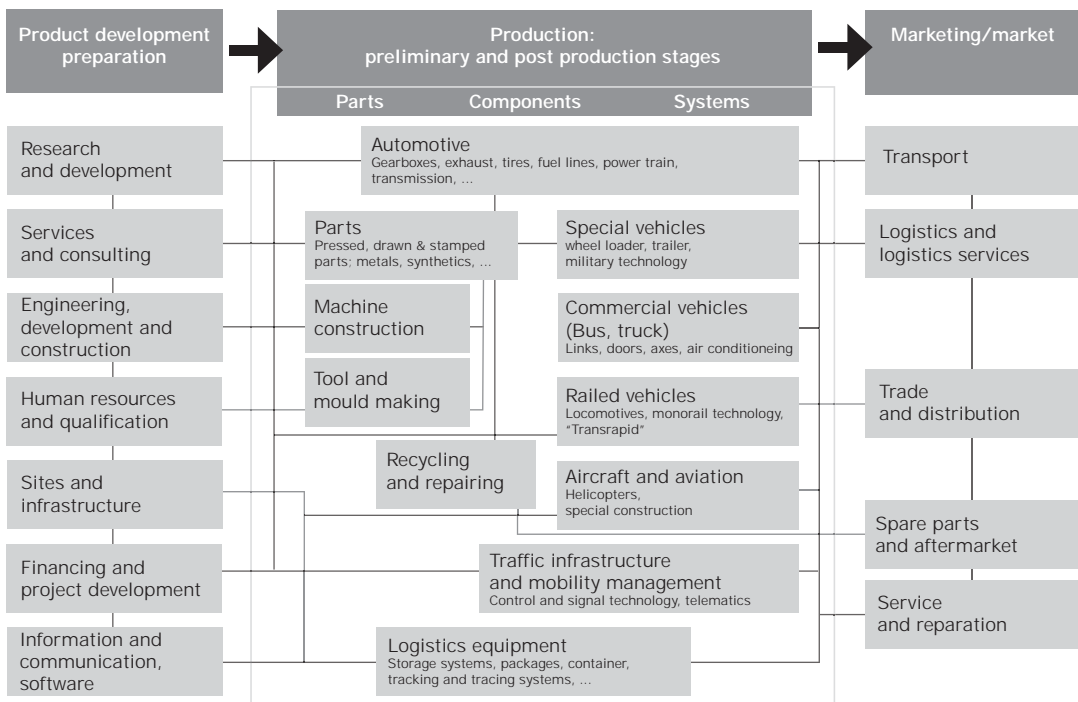 Product development
preparation
Production:
preliminary and post production stages
Parts
Components
Systems
Marketing/market
Research
and development
Services
and consulting
Engineering,
development and
construction
Human resources
and qualification
Sites and
infrastructure
Financing and
project development
Information and
communication,
software
Automotive
Gearboxes, exhaust, tires, fuel lines, power train,
transmission, ...
Parts
Pressed, drawn & stamped
parts; metals, synthetics, ...
Machine
construction
Tool and
mould making
Recycling
and repairing
Special vehicles
wheel loader, trailer,
military technology
Commercial vehicles
(Bus, truck)
Links, doors, axes, air conditioneing
Railed vehicles
Locomotives, monorail technology,
"Transrapid"
Aircraft and aviation
Helicopters,
special construction
Traffic infrastructure
and mobility management
Control and signal technology, telematics
Logistics equipment
Storage systems, packages, container,
tracking and tracing systems, ...
Transport
Logistics and
logistics services
Trade
and distribution
Spare parts
and aftermarket
Service
and reparation